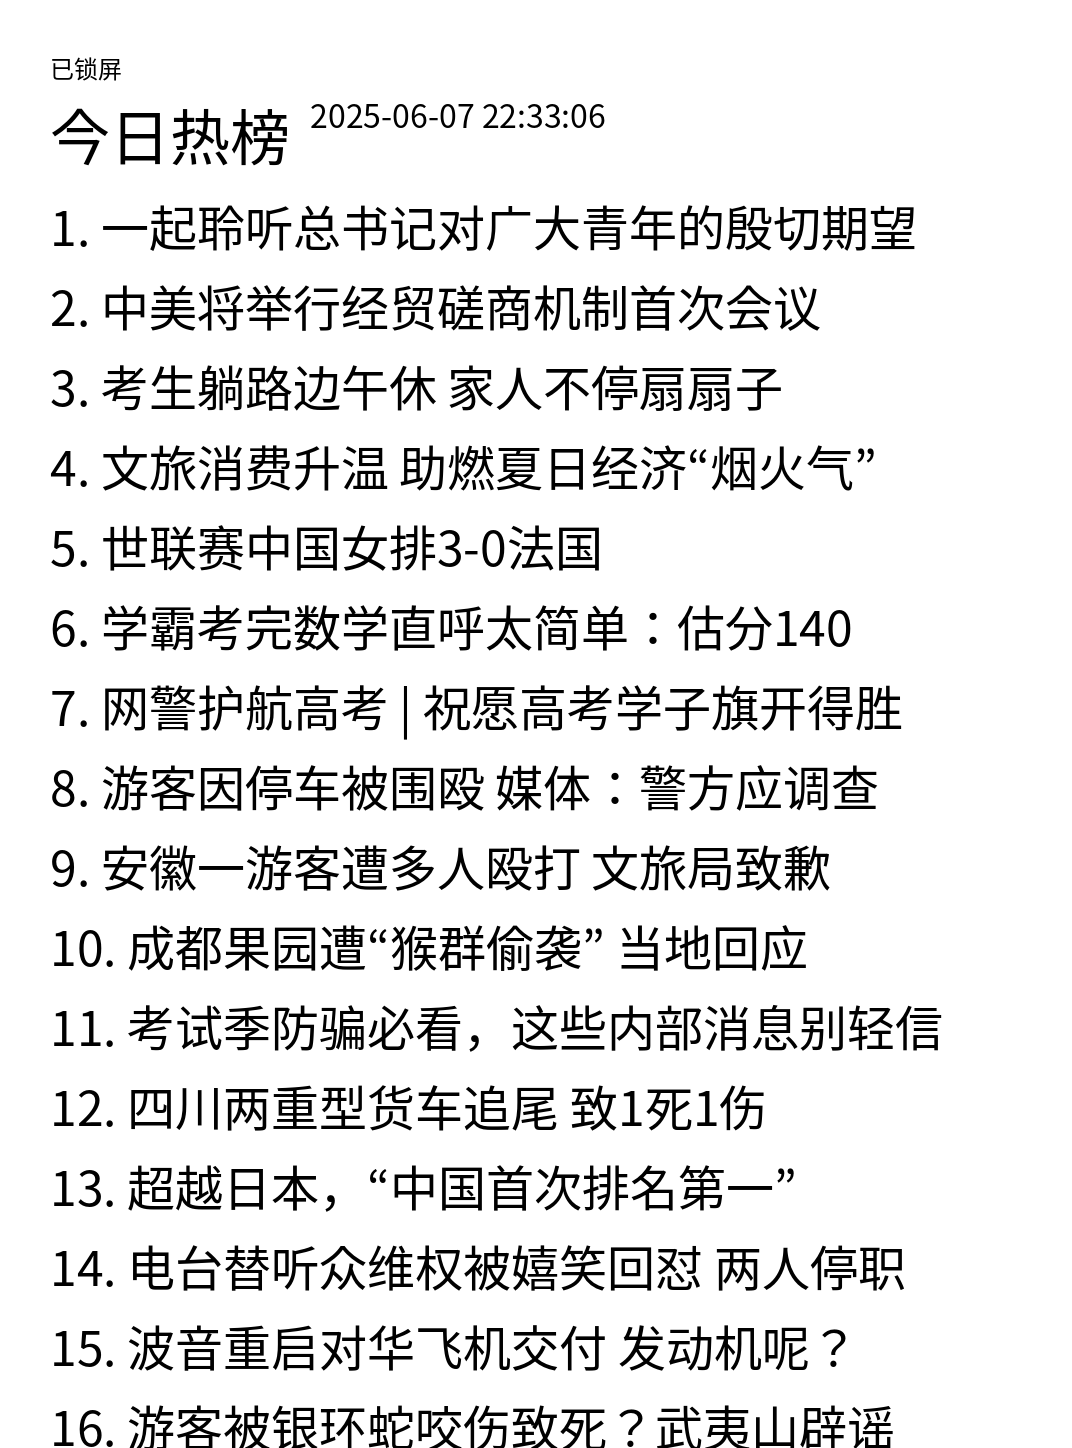 已锁屏
今日热榜 2025-06-07 22:33:06
1. 一起聆听总书记对广大青年的殷切期望
2. 中美将举行经贸磋商机制首次会议
3. 考生躺路边午休 家人不停扇扇子
4. 文旅消费升温 助燃夏日经济“烟火气”
5. 世联赛中国女排3-0法国
6. 学霸考完数学直呼太简单：估分140
7. 网警护航高考 | 祝愿高考学子旗开得胜
8. 游客因停车被围殴 媒体：警方应调查
9. 安徽一游客遭多人殴打 文旅局致歉
10. 成都果园遭“猴群偷袭” 当地回应
11. 考试季防骗必看，这些内部消息别轻信
12. 四川两重型货车追尾 致1死1伤
13. 超越日本，“中国首次排名第一”
14. 电台替听众维权被嬉笑回怼 两人停职
15. 波音重启对华飞机交付 发动机呢？
16. 游客被银环蛇咬伤致死？武夷山辟谣